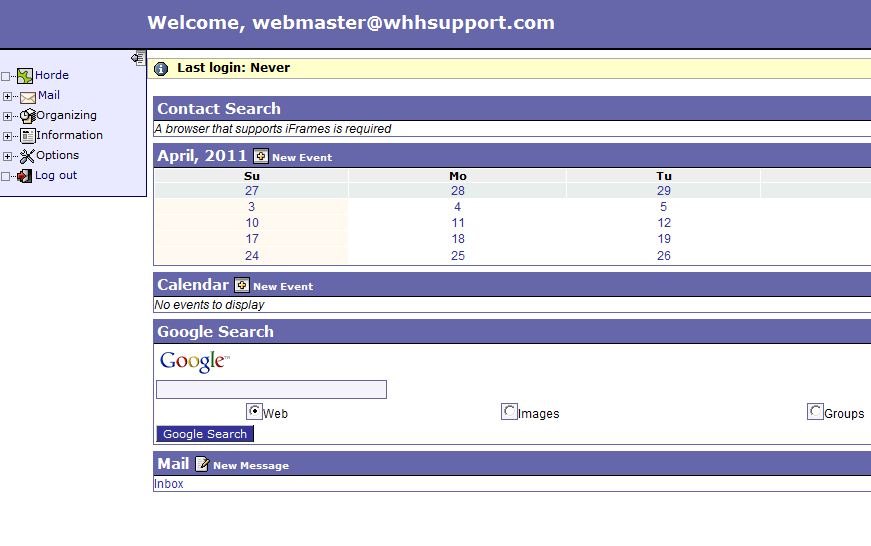 Welcome, webmaster@whhsupport.com
Horde
Mail
Organizing
Information
Options
Log out
Last login: Never
Contact Search
A browser that supports iFrames is required
April, 2011 New Event
Su Mo Tu
27 28 29
3 4 5
10 11 12
17 18 19
24 25 26
Calendar New Event
No events to display
Google Search
Google™
Web Images Groups
Google Search
Mail New Message
Inbox